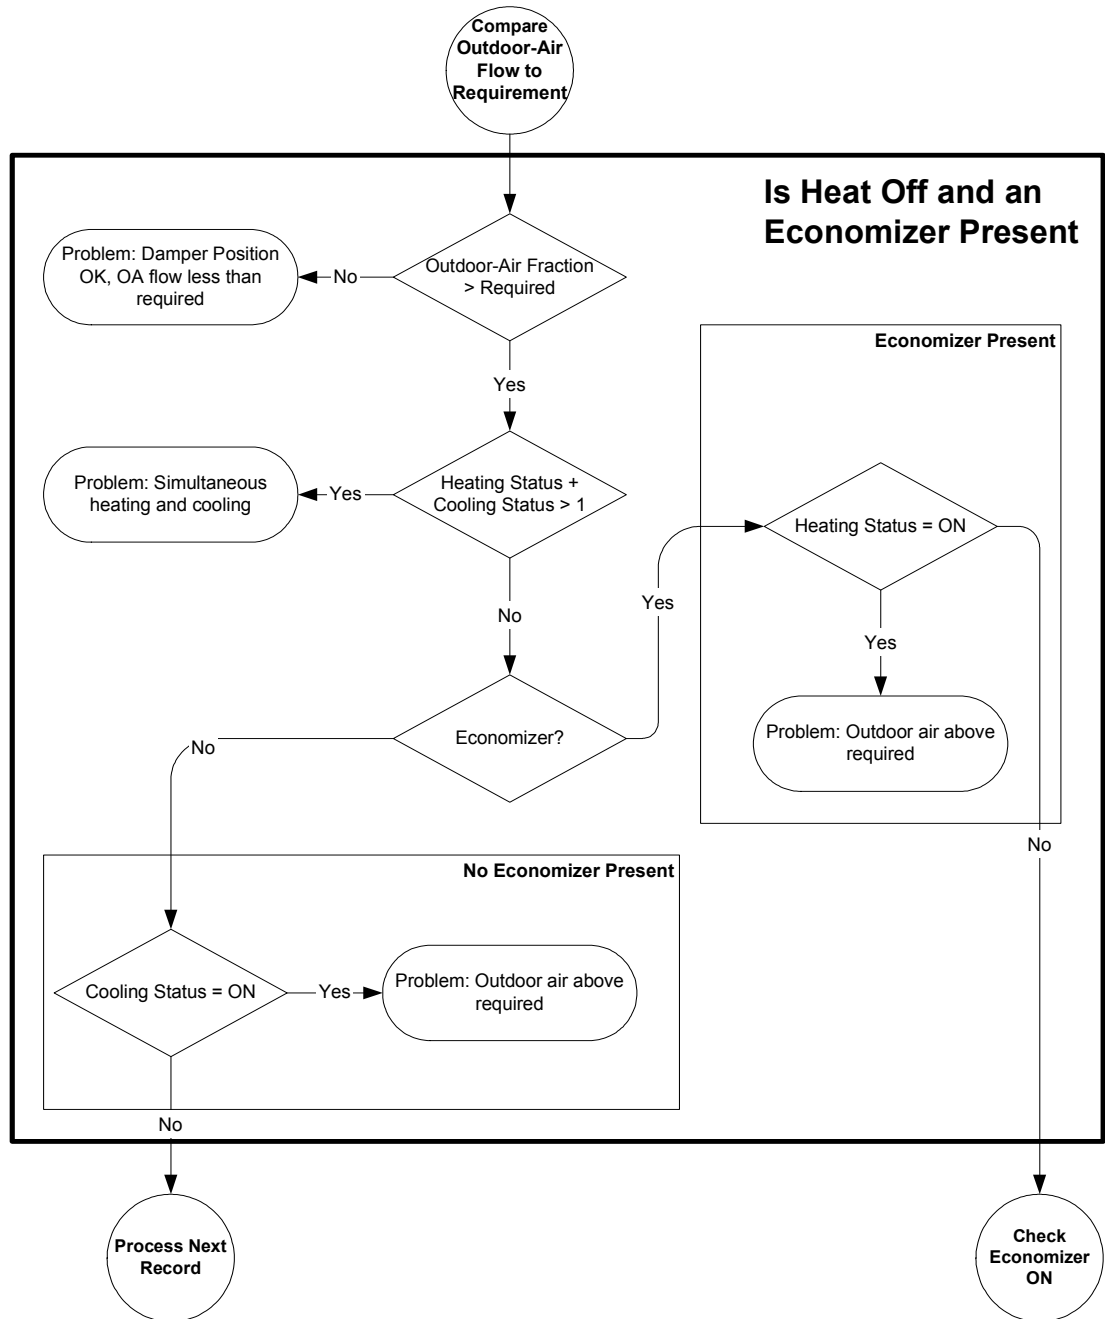 Compare
Outdoor-Air
Flow to
Requirement
Is Heat Off and an
Economizer Present
Problem: Damper Position
OK, OA flow less than
required
No
Outdoor-Air Fraction
> Required
Economizer Present
Yes
Problem: Simultaneous
heating and cooling
Yes
Heating Status +
Cooling Status > 1
Heating Status = ON
No
Yes
Yes
Problem: Outdoor air above
required
Economizer?
No
No
No Economizer Present
Cooling Status = ON
Yes
Problem: Outdoor air above
required
No
Process Next
Record
Check
Economizer
ON